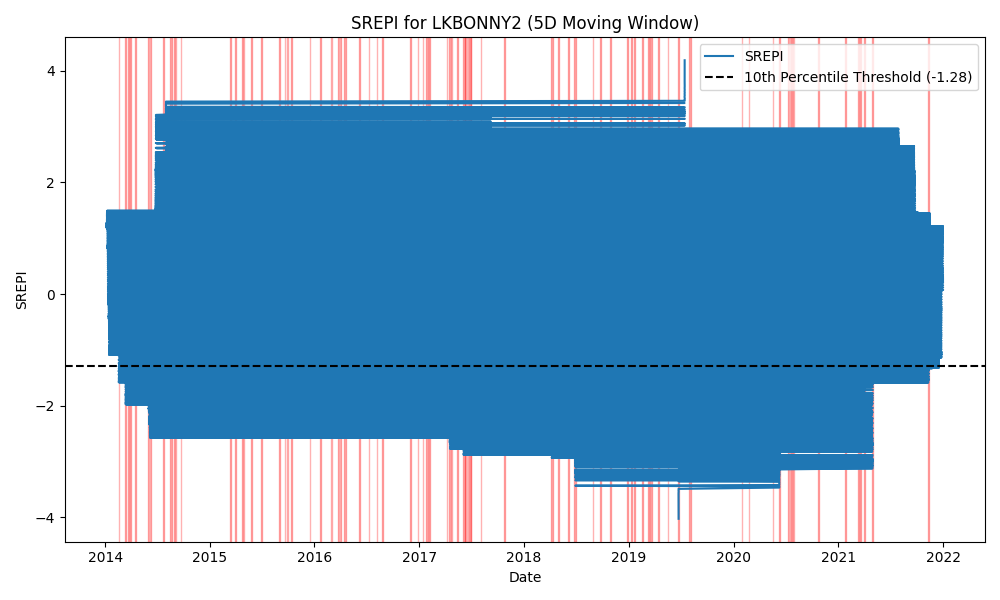 SREPI for LKBONNY2 (5D Moving Window)
SREPI
10th Percentile Threshold (-1.28)
4
2
0
−2
−4
SREPI
2014 2015 2016 2017 2018 2019 2020 2021 2022
Date